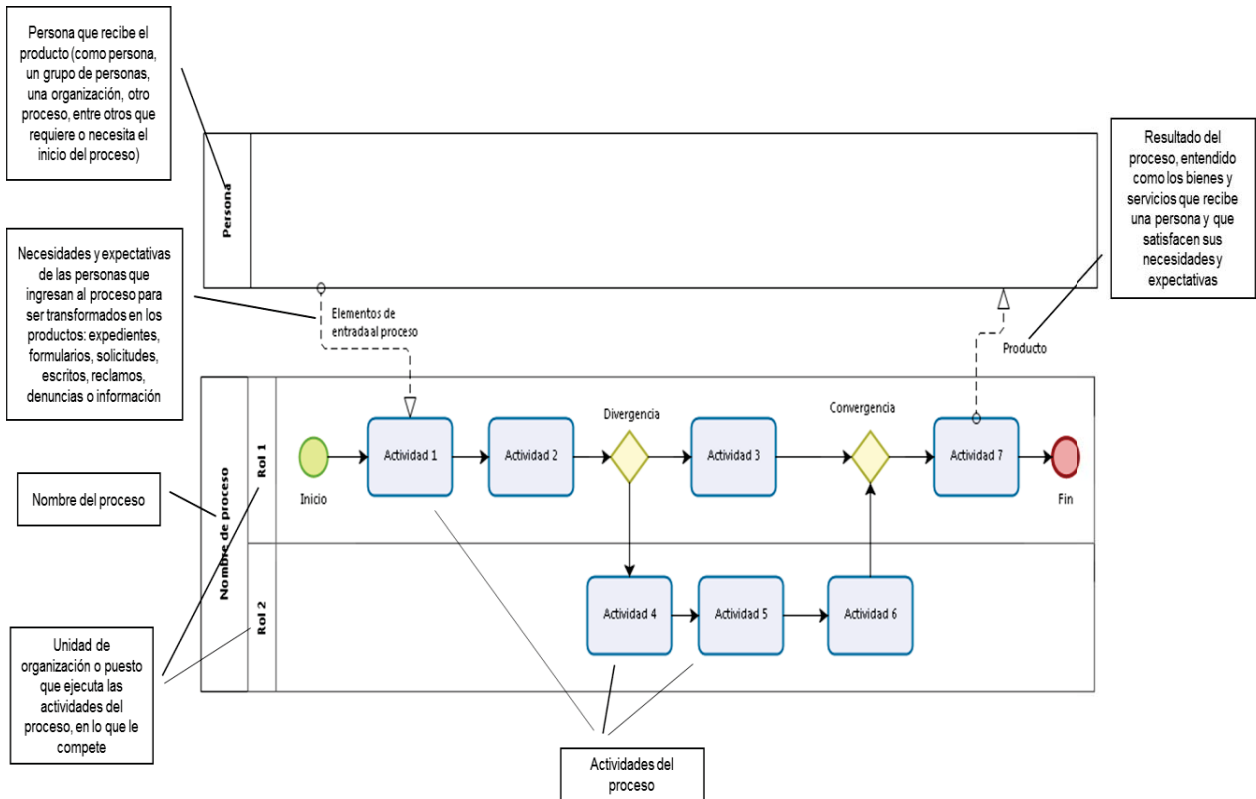 Persona que recibe el
producto (como persona,
un grupo de personas,
una organización, otro
proceso, entre otros que
requiere o necesita el
inicio del proceso)
Persona
Resultado del
proceso, entendido
como los bienes y
servicios que recibe
una persona y que
satisfacen sus
necesidades y
expectativas
Necesidades y expectativas
de las personas que
ingresan al proceso para
ser transformados en los
productos: expedientes,
formularios, solicitudes,
escritos, reclamos,
denuncias o información
Elementos de
entrada al proceso
Producto
Nombre del proceso
Nombre de proceso
Rol 1
Inicio
Actividad 1
Actividad 2
Divergencia
Actividad 3
Convergencia
Actividad 7
Fin
Rol 2
Actividad 4
Actividad 5
Actividad 6
Unidad de
organización o puesto
que ejecuta las
actividades del
proceso, en lo que le
compete
Actividades del
proceso